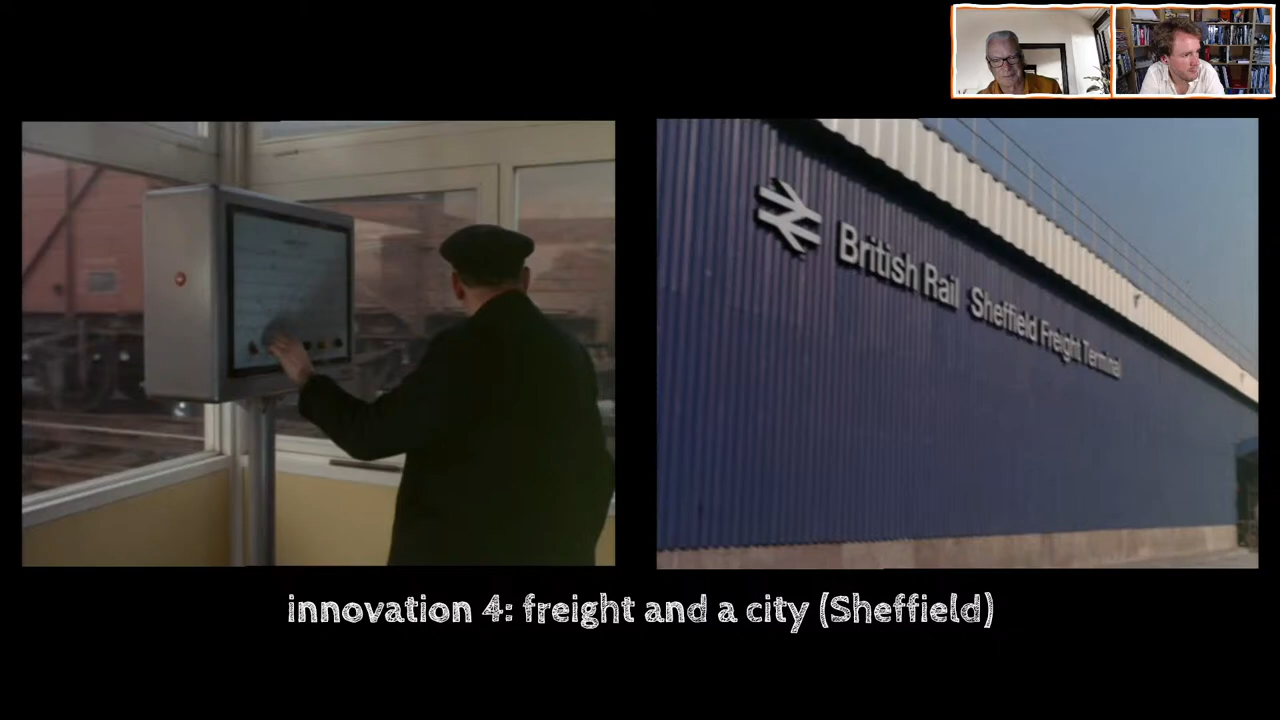 British Rail Sheffield Freight Terminal
innovation 4: freight and a city (Sheffield)